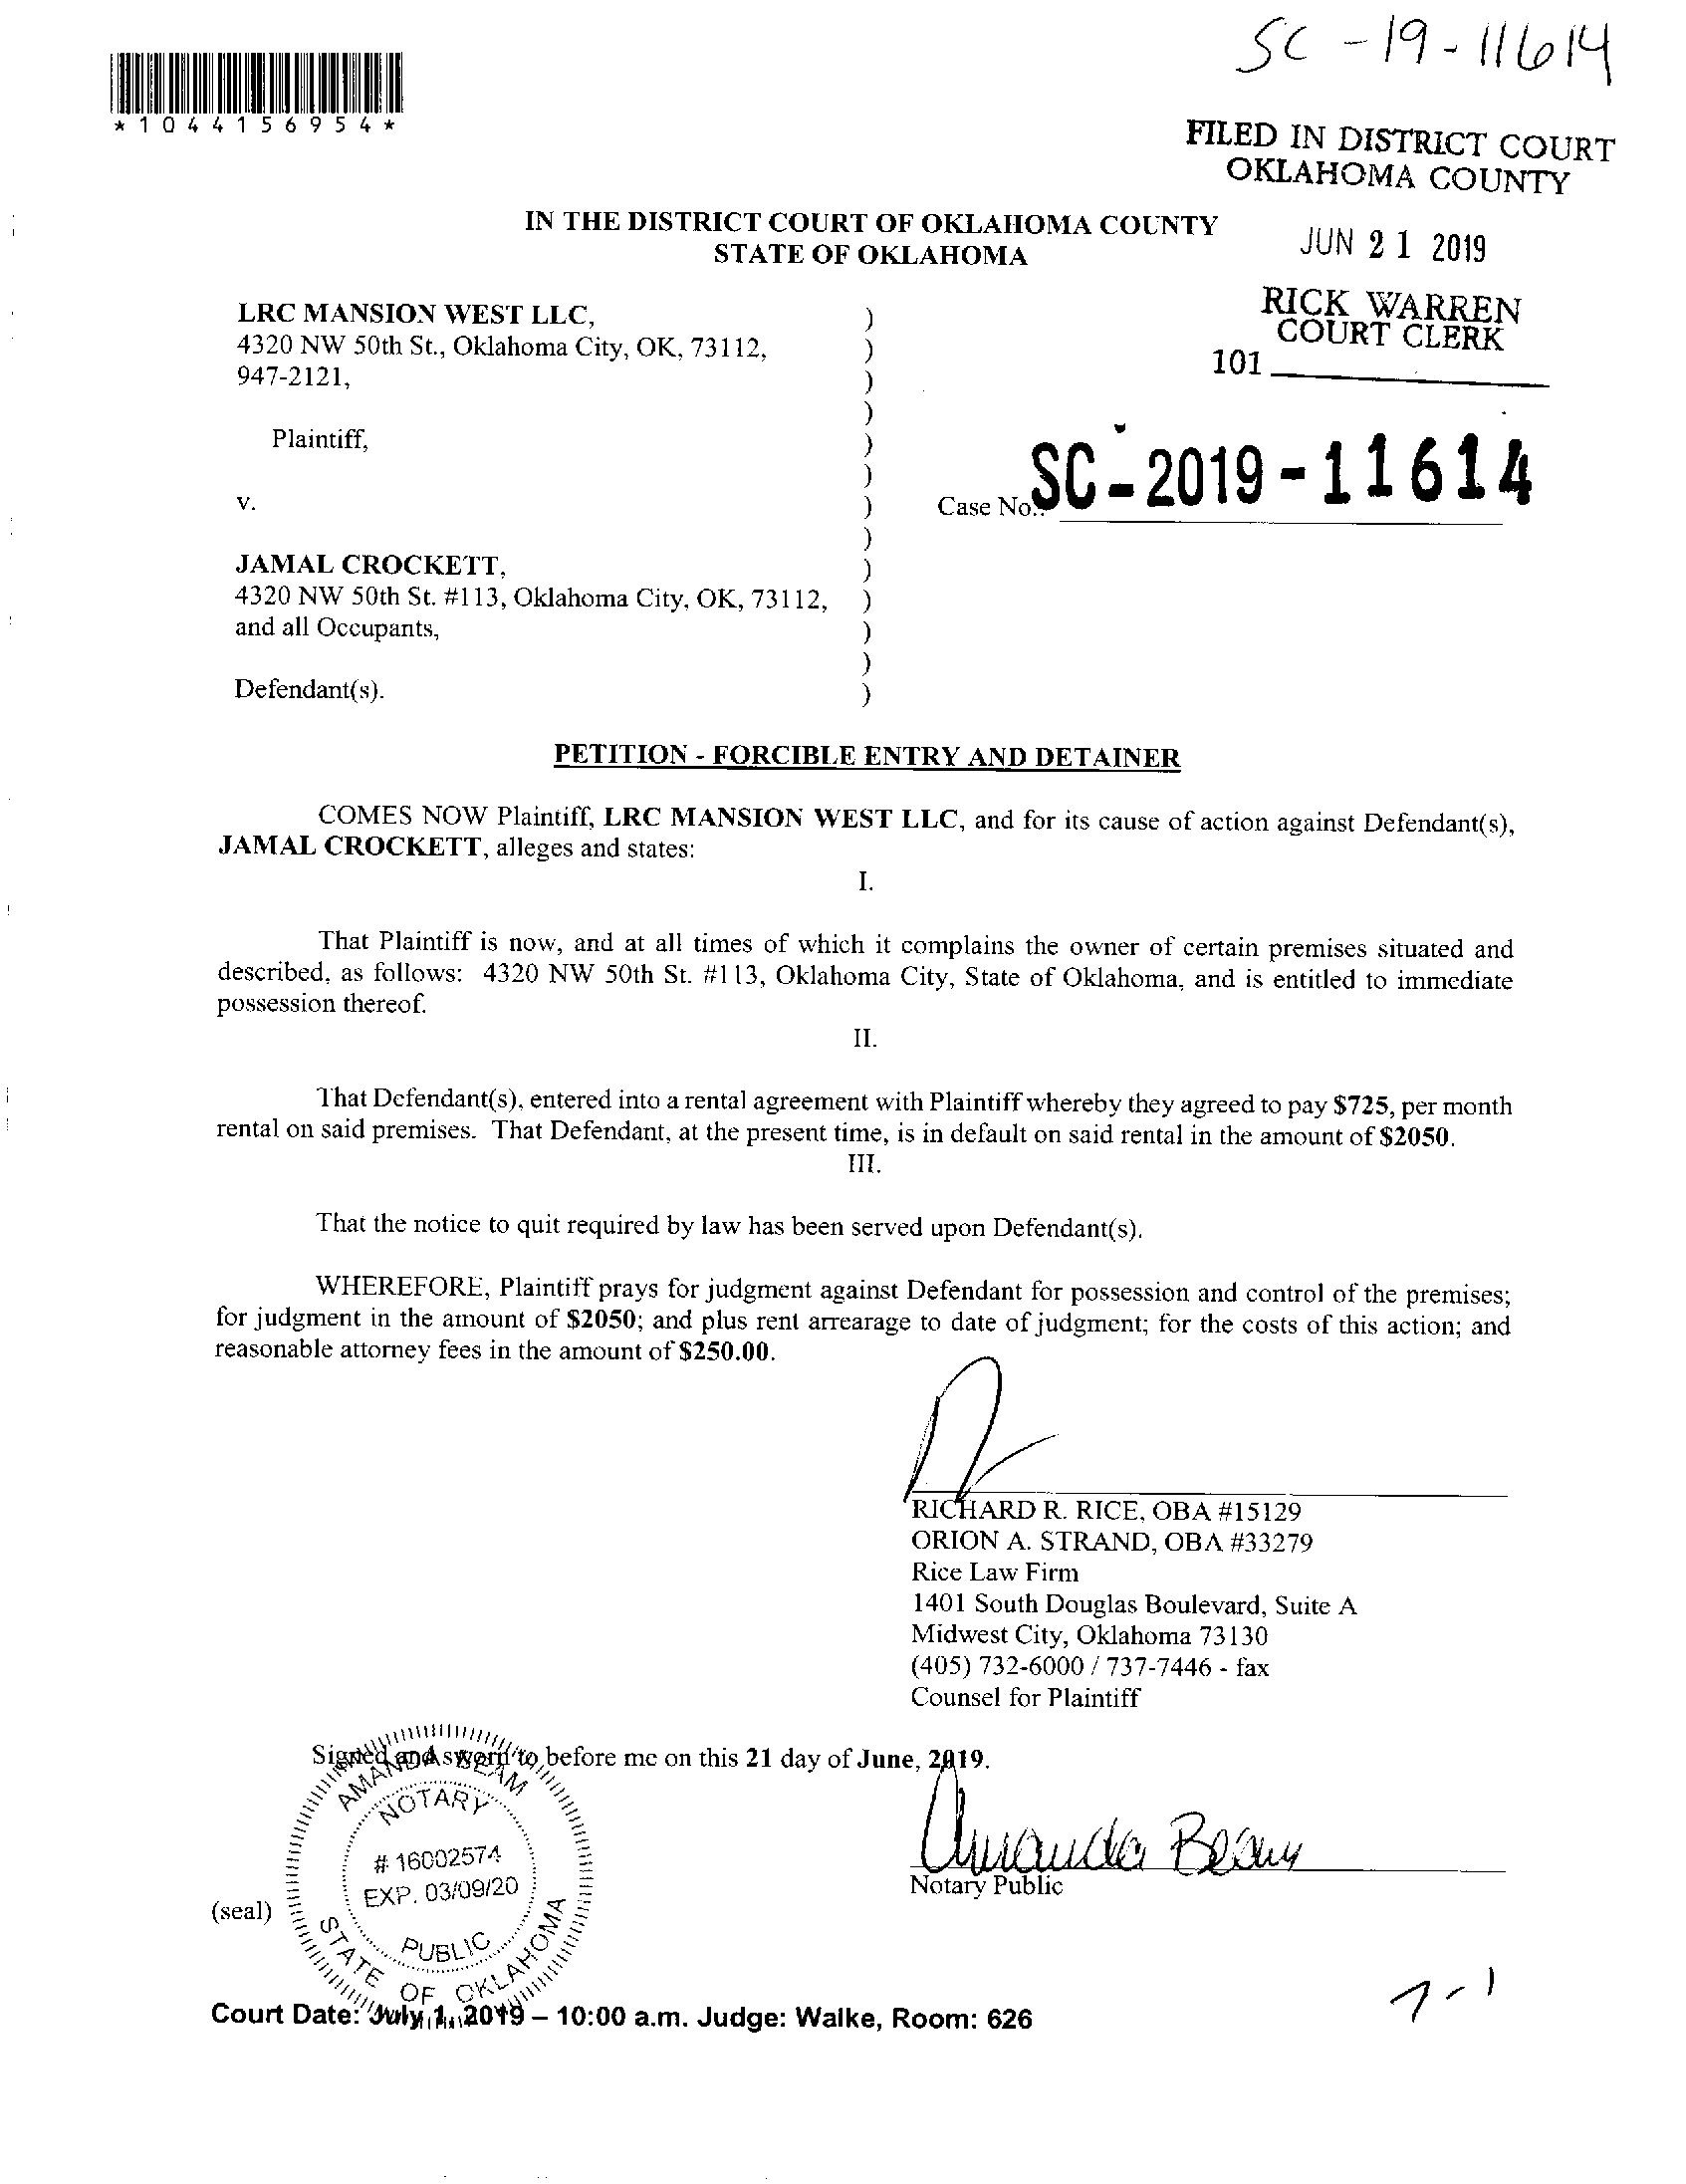 SC-19-11614
*1044156954*
FILED IN DISTRICT COURT
OKLAHOMA COUNTY
IN THE DISTRICT COURT OF OKLAHOMA COUNTY
STATE OF OKLAHOMA
JUN 21 2019
RICK WARREN
COURT CLERK
101
LRC MANSION WEST LLC,
4320 NW 50th St., Oklahoma City, OK, 73112,
947-2121,
Plaintiff,
v.
Case No.: SC-2019-11614
JAMAL CROCKETT,
4320 NW 50th St. #113, Oklahoma City, OK, 73112,
and all Occupants,
Defendant(s).
PETITION - FORCIBLE ENTRY AND DETAINER
COMES NOW Plaintiff, LRC MANSION WEST LLC, and for its cause of action against Defendant(s),
JAMAL CROCKETT, alleges and states:
I.
That Plaintiff is now, and at all times of which it complains the owner of certain premises situated and
described, as follows: 4320 NW 50th St. #113, Oklahoma City, State of Oklahoma, and is entitled to immediate
possession thereof.
II.
That Defendant(s), entered into a rental agreement with Plaintiff whereby they agreed to pay $725, per month
rental on said premises. That Defendant, at the present time, is in default on said rental in the amount of $2050.
III.
That the notice to quit required by law has been served upon Defendant(s).
WHEREFORE, Plaintiff prays for judgment against Defendant for possession and control of the premises;
for judgment in the amount of $2050; and plus rent arrearage to date of judgment; for the costs of this action; and
reasonable attorney fees in the amount of $250.00.
RICHARD R. RICE, OBA #15129
ORION A. STRAND, OBA #33279
Rice Law Firm
1401 South Douglas Boulevard, Suite A
Midwest City, Oklahoma 73130
(405) 732-6000 / 737-7446 - fax
Counsel for Plaintiff
Signed and sworn to before me on this 21 day of June, 2019.
AMANDA BEAM
NOTARY
# 16002574
EXP. 03/09/20
PUBLIC
STATE OF OKLAHOMA
Amanda Beam
Notary Public
(seal)
7-1
Court Date: July 1, 2019 – 10:00 a.m. Judge: Walke, Room: 626